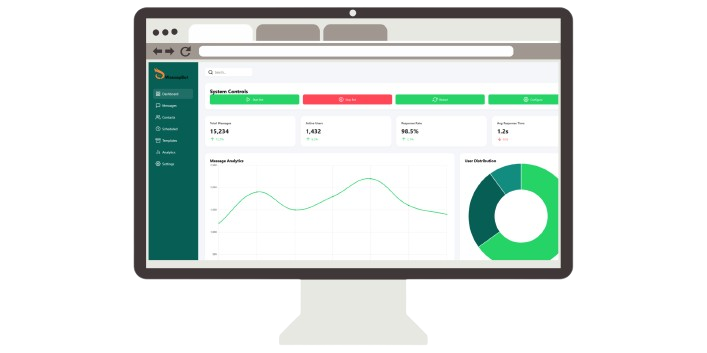 Search...
Dashboard
Messages
Contacts
Scheduled
Templates
Analytics
Settings
System Controls
Start Bot
Stop Bot
Restart
Configure
Total Messages
15,234
Active Users
1,432
Response Rate
98.5%
Avg Response Time
1.2s
Message Analytics
User Distribution